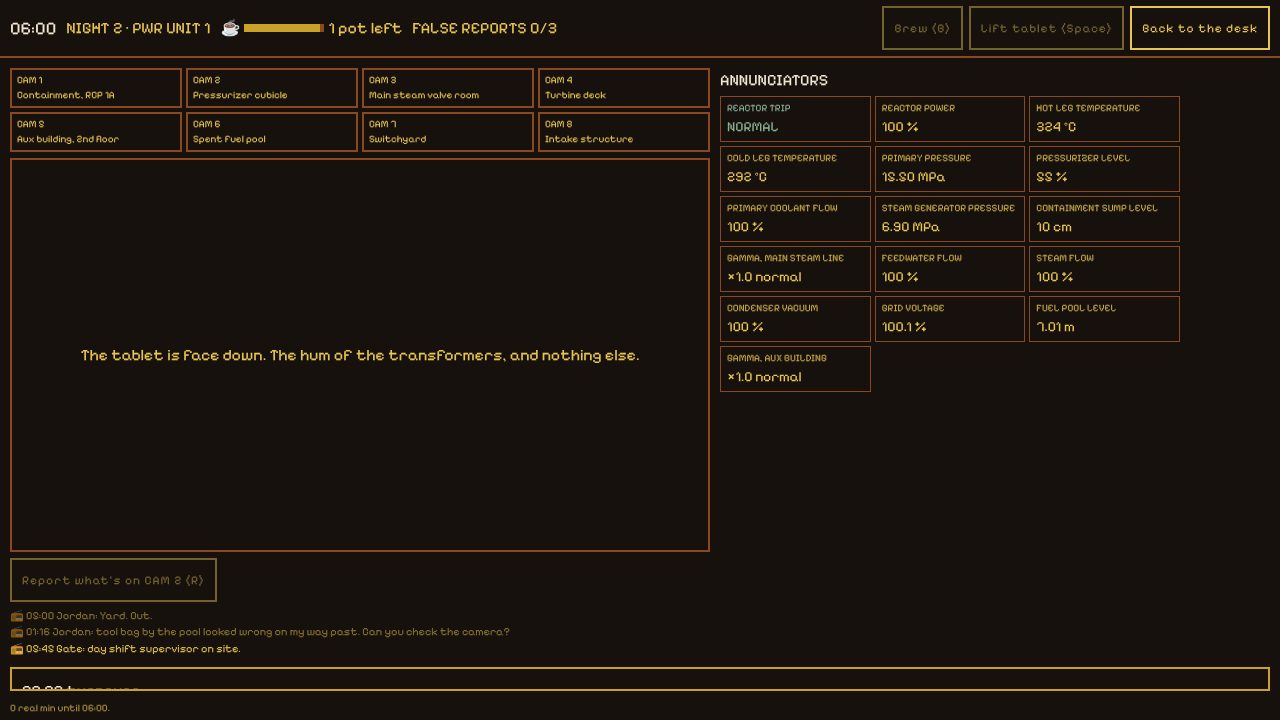 06:00 NIGHT 2 · PWR UNIT 1 1 pot left FALSE REPORTS 0/3
Brew (B)
Lift tablet (Space)
Back to the desk
CAM 1
Containment, RCP 1A
CAM 2
Pressurizer cubicle
CAM 3
Main steam valve room
CAM 4
Turbine deck
CAM 5
Aux building, 2nd floor
CAM 6
Spent fuel pool
CAM 7
Switchyard
CAM 8
Intake structure
The tablet is face down. The hum of the transformers, and nothing else.
Report what's on CAM 2 (R)
05:00 Jordan: Yard. Out.
01:16 Jordan: tool bag by the pool looked wrong on my way past. Can you check the camera?
05:45 Gate: day shift supervisor on site.
ANNUNCIATORS
REACTOR TRIP
NORMAL
REACTOR POWER
100 %
HOT LEG TEMPERATURE
324 °C
COLD LEG TEMPERATURE
292 °C
PRIMARY PRESSURE
15.50 MPa
PRESSURIZER LEVEL
55 %
PRIMARY COOLANT FLOW
100 %
STEAM GENERATOR PRESSURE
6.90 MPa
CONTAINMENT SUMP LEVEL
10 cm
GAMMA, MAIN STEAM LINE
×1.0 normal
FEEDWATER FLOW
100 %
STEAM FLOW
100 %
CONDENSER VACUUM
100 %
GRID VOLTAGE
100.1 %
FUEL POOL LEVEL
7.01 m
GAMMA, AUX BUILDING
×1.0 normal
0 real min until 06:00.